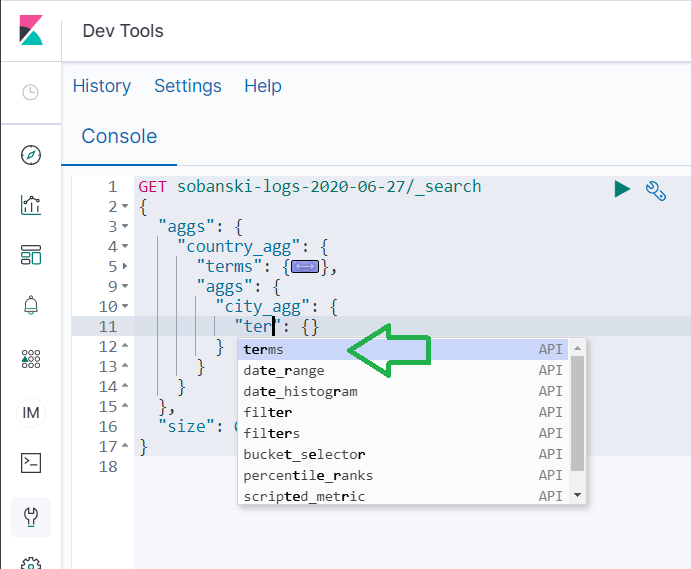 Dev Tools
History Settings Help
Console
1 GET sobanski-logs-2020-06-27/_search
2 {
3 "aggs": {
4 "country_agg": {
5 "terms": {},
9 "aggs": {
10 "city_agg": {
11 "ter": {}
12 }
13 }
14 }
15 },
16 "size":
17 }
18
terms API
date_range API
date_histogram API
filter API
filters API
bucket_selector API
percentile_ranks API
scripted_metric API
IM